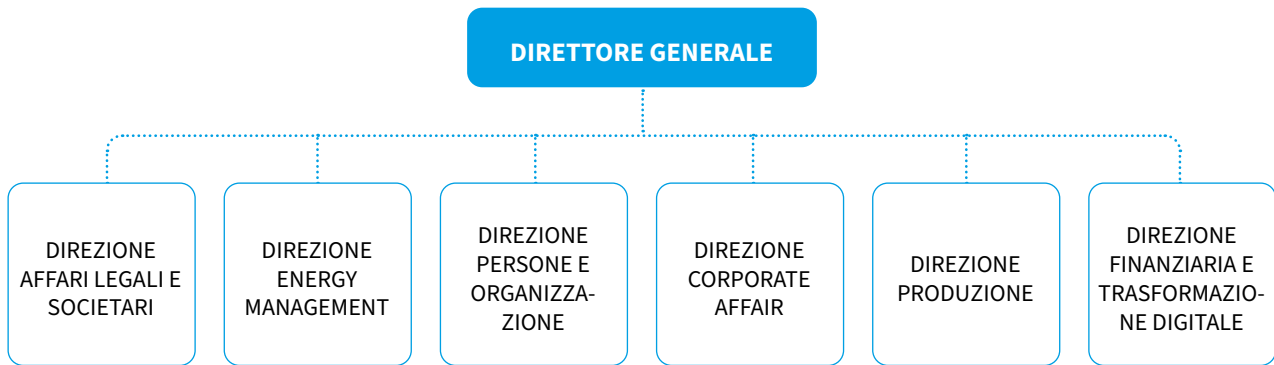 DIRETTORE GENERALE
DIREZIONE
AFFARI LEGALI E
SOCIETARI
DIREZIONE
ENERGY
MANAGEMENT
DIREZIONE
PERSONE E
ORGANIZZA-
ZIONE
DIREZIONE
CORPORATE
AFFAIR
DIREZIONE
PRODUZIONE
DIREZIONE
FINANZIARIA E
TRASFORMAZIO-
NE DIGITALE